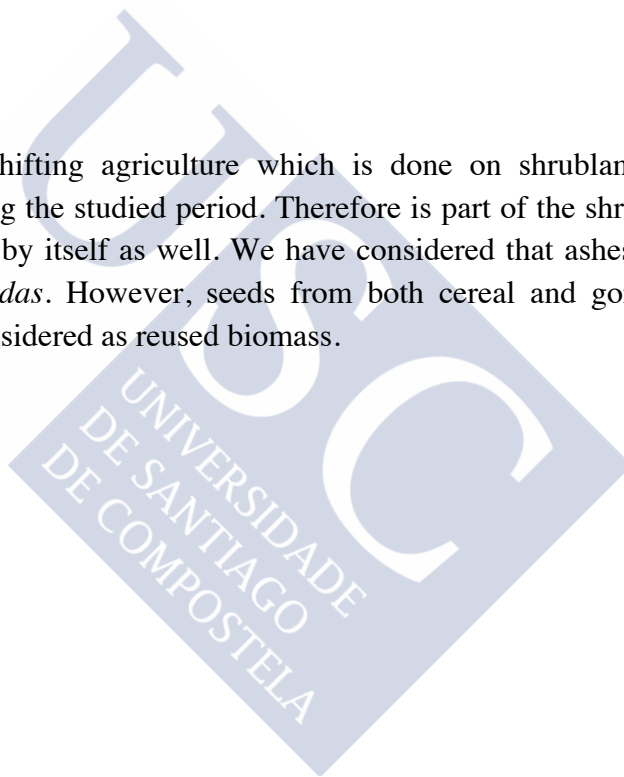 hifting agriculture which is done on shrublan
g the studied period. Therefore is part of the shr
by itself as well. We have considered that ashes
das. However, seeds from both cereal and go
sidered as reused biomass.
USC
UNIVERSIDADE
DE SANTIAGO
DE COMPOSTELA